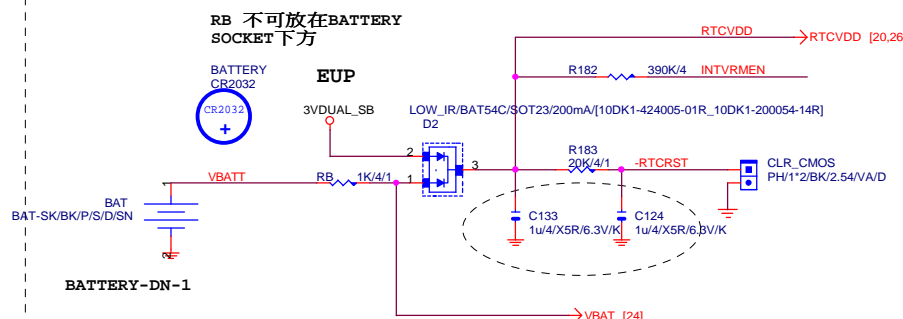 RB 不可放在BATTERY
SOCKET下方
RTCVDD
RTCVDD [20,26
BATTERY
CR2032
EUP
R182
390K/4
INTVRMEN
CR2032
+
3VDUAL_SB
LOW_IR/BAT54C/SOT23/200mA/[10DK1-424005-01R_10DK1-200054-14R]
D2
2
3
1
R183
20K/4/1
-RTCRST
CLR_CMOS
PH/1*2/BK/2.54/VA/D
VBATT
RB
1K/4/1
BAT
BAT-SK/BK/P/S/D/SN
2
C133
1u/4/X5R/6.3V/K
C124
1u/4/X5R/6.3V/K
BATTERY-DN-1
VBAT [24]